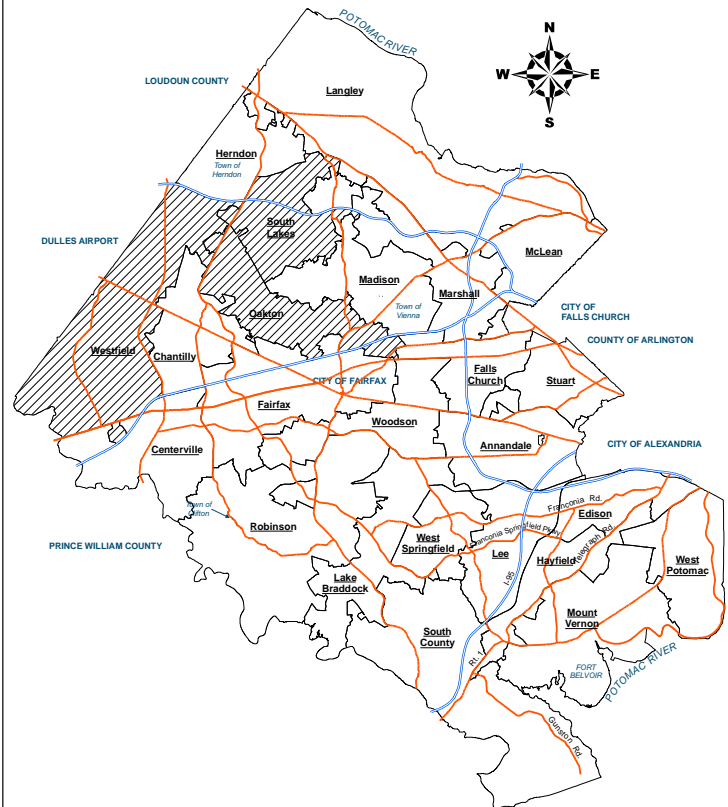 POTOMAC RIVER
N
W
E
S
LOUDOUN COUNTY
Langley
Herndon
Town of
Herndon
South
Lakes
DULLES AIRPORT
McLean
Madison
Marshall
Town of
Vienna
Oakton
CITY OF
FALLS CHURCH
COUNTY OF ARLINGTON
Westfield
Chantilly
Falls
Church
Stuart
CITY OF FAIRFAX
Fairfax
Woodson
Annandale
CITY OF ALEXANDRIA
Centerville
Town of
Clifton
Robinson
Franconia Rd.
Edison
Franconia Springfield Pkwy
West
Springfield
Lee
Hayfield
Telegraph Rd
West
Potomac
PRINCE WILLIAM COUNTY
Lake
Braddock
I-95
Mount
Vernon
South
County
Rt. 1
FORT
BELVOIR
POTOMAC RIVER
Gunston Rd